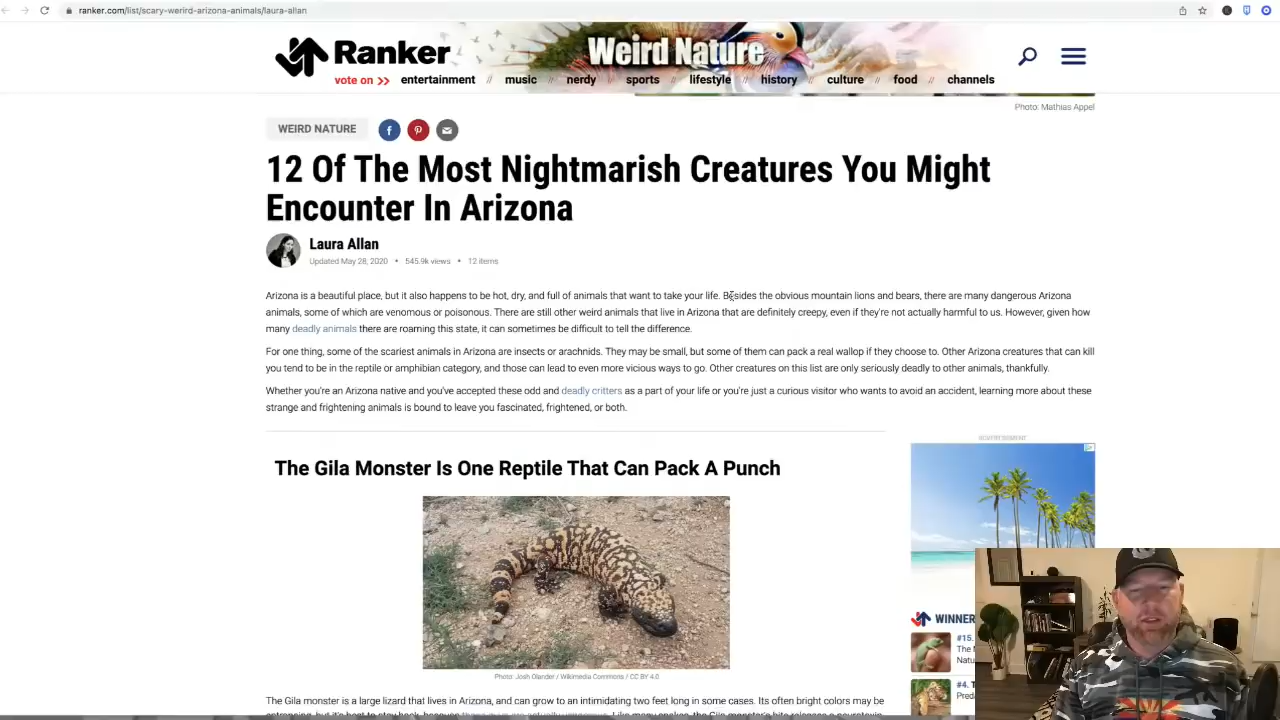 ranker.com/list/scary-weird-arizona-animals/laura-allan
Ranker
Weird Nature
vote on >> entertainment // music // nerdy // sports // lifestyle // history // culture // food // channels
Photo: Mathias Appel
WEIRD NATURE
12 Of The Most Nightmarish Creatures You Might
Encounter In Arizona
Laura Allan
Updated May 28, 2020 • 545.9k views • 12 items
Arizona is a beautiful place, but it also happens to be hot, dry, and full of animals that want to take your life. Besides the obvious mountain lions and bears, there are many dangerous Arizona
animals, some of which are venomous or poisonous. There are still other weird animals that live in Arizona that are definitely creepy, even if they're not actually harmful to us. However, given how
many deadly animals there are roaming this state, it can sometimes be difficult to tell the difference.
For one thing, some of the scariest animals in Arizona are insects or arachnids. They may be small, but some of them can pack a real wallop if they choose to. Other Arizona creatures that can kill
you tend to be in the reptile or amphibian category, and those can lead to even more vicious ways to go. Other creatures on this list are only seriously deadly to other animals, thankfully.
Whether you're an Arizona native and you've accepted these odd and deadly critters as a part of your life or you're just a curious visitor who wants to avoid an accident, learning more about these
strange and frightening animals is bound to leave you fascinated, frightened, or both.
ADVERTISEMENT
The Gila Monster Is One Reptile That Can Pack A Punch
Photo: Josh Olander / Wikimedia Commons / CC BY 4.0
WINNER
#15.
The
Natu
#4. T
Pred
The Gila monster is a large lizard that lives in Arizona, and can grow to an intimidating two feet long in some cases. Its often bright colors may be